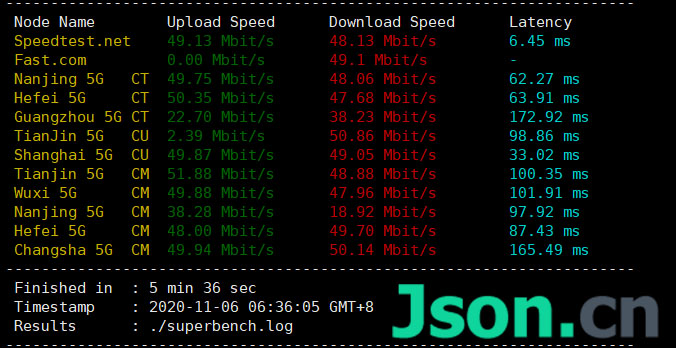 Node Name Upload Speed Download Speed Latency
Speedtest.net 49.13 Mbit/s 48.13 Mbit/s 6.45 ms
Fast.com 0.00 Mbit/s 49.1 Mbit/s -
Nanjing 5G CT 49.75 Mbit/s 48.06 Mbit/s 62.27 ms
Hefei 5G CT 50.35 Mbit/s 47.68 Mbit/s 63.91 ms
Guangzhou 5G CT 22.70 Mbit/s 38.23 Mbit/s 172.92 ms
TianJin 5G CU 2.39 Mbit/s 50.86 Mbit/s 98.86 ms
Shanghai 5G CU 49.87 Mbit/s 49.05 Mbit/s 33.02 ms
Tianjin 5G CM 51.88 Mbit/s 48.88 Mbit/s 100.35 ms
Wuxi 5G CM 49.88 Mbit/s 47.96 Mbit/s 101.91 ms
Nanjing 5G CM 38.28 Mbit/s 18.92 Mbit/s 97.92 ms
Hefei 5G CM 48.00 Mbit/s 49.70 Mbit/s 87.43 ms
Changsha 5G CM 49.94 Mbit/s 50.14 Mbit/s 165.49 ms
Finished in : 5 min 36 sec
Timestamp : 2020-11-06 06:36:05 GMT+8
Results : ./superbench.log
Json.cn